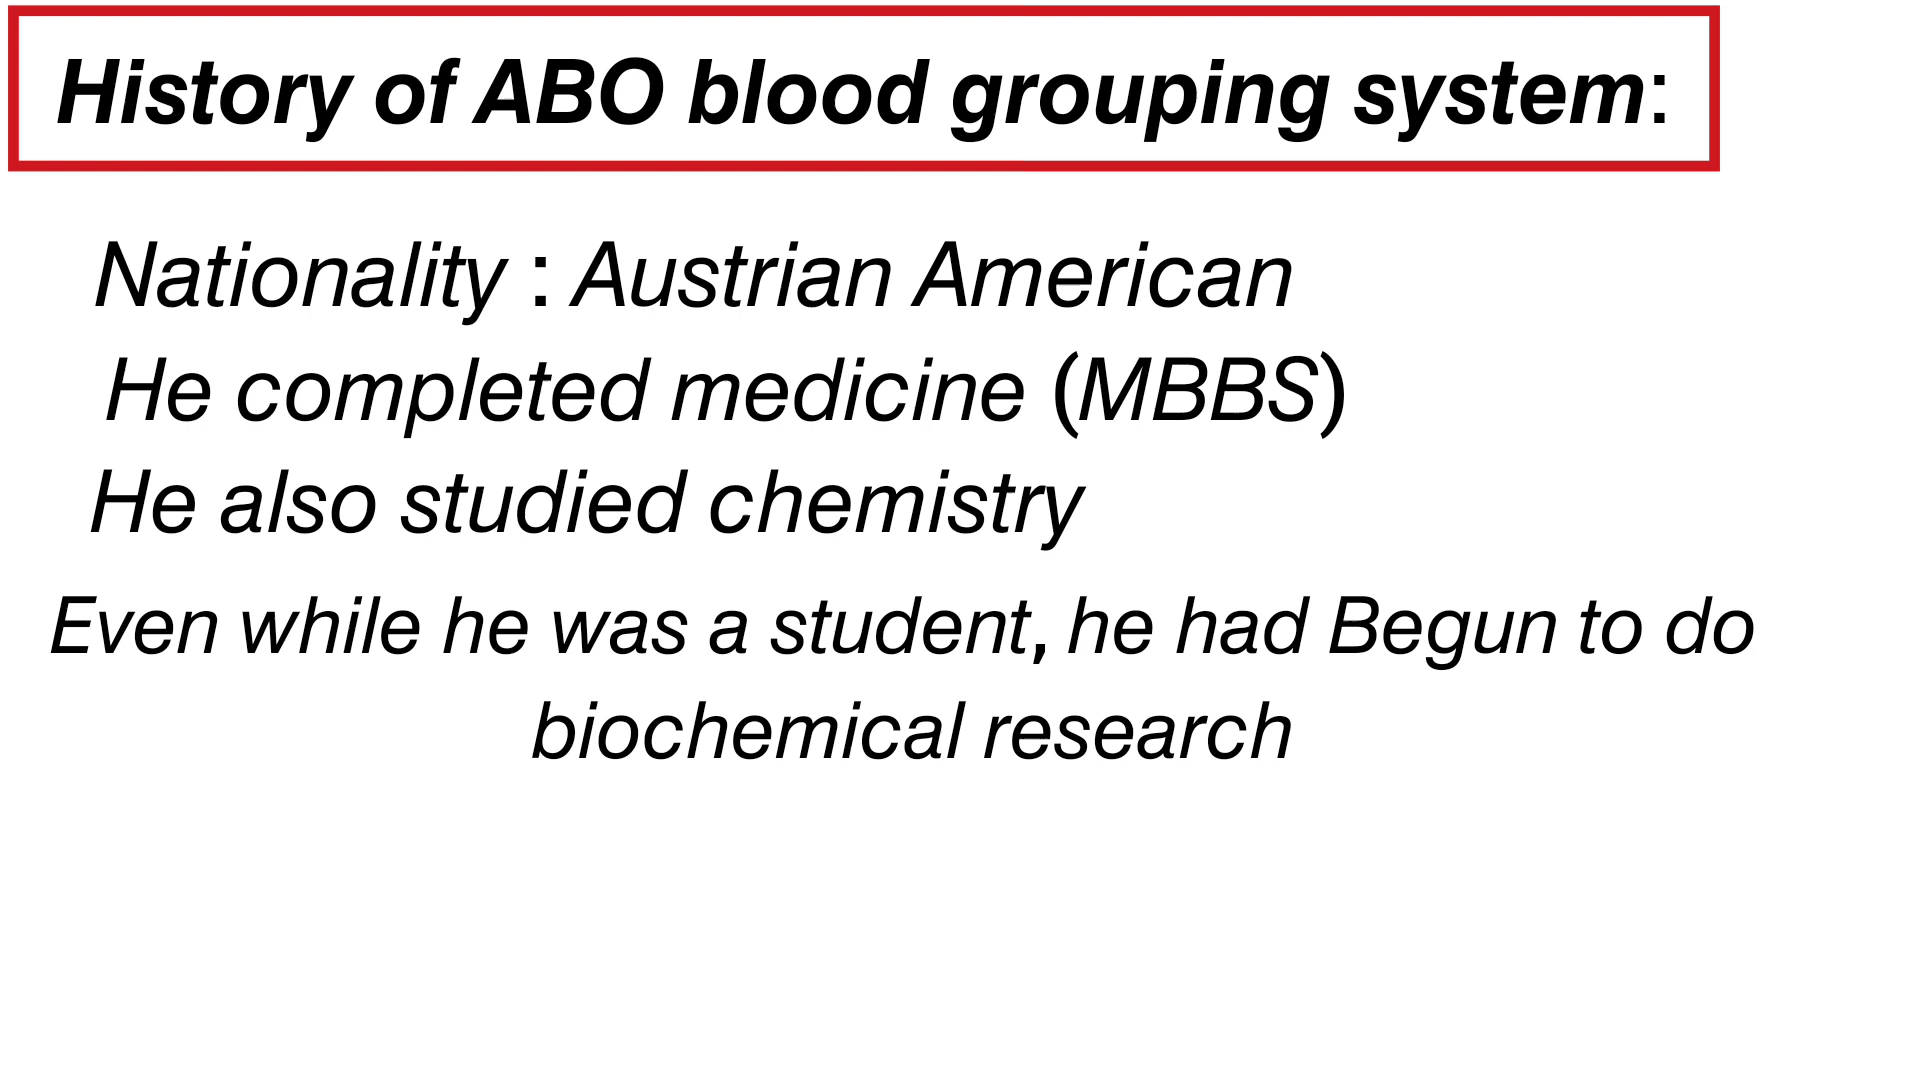 History of ABO blood grouping system:
Nationality : Austrian American
He completed medicine (MBBS)
He also studied chemistry
Even while he was a student, he had Begun to do
biochemical research